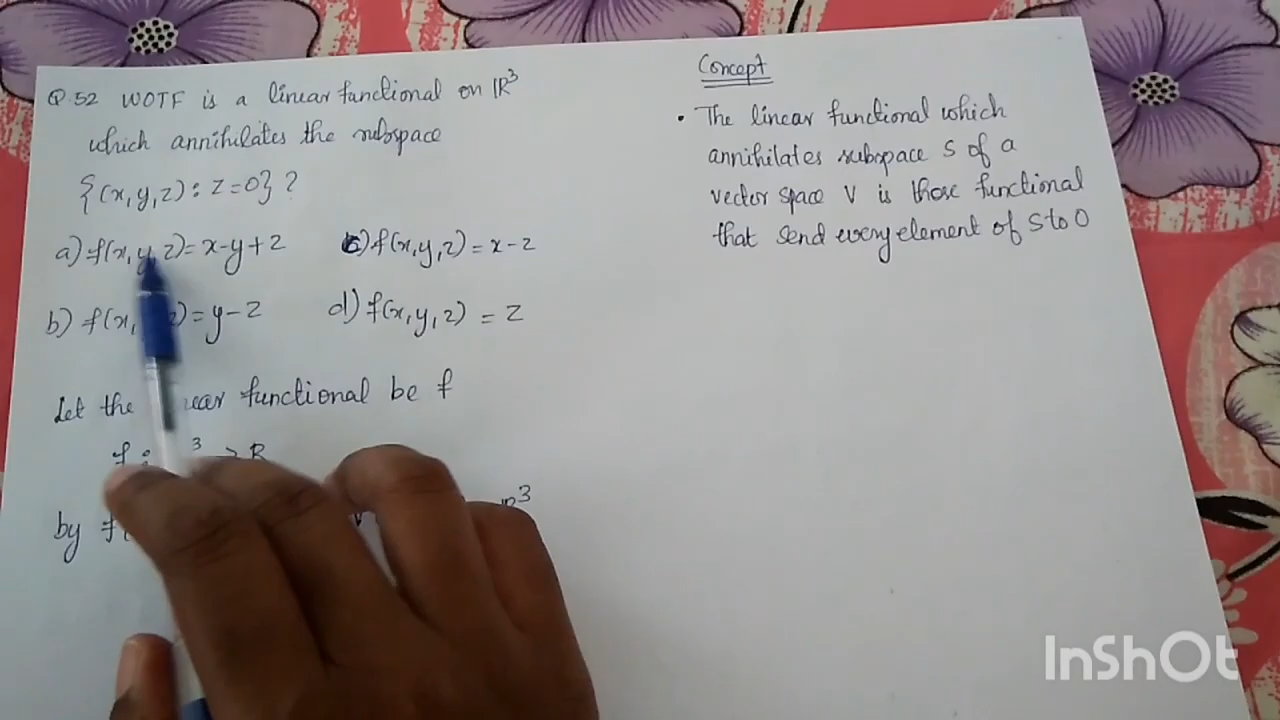 Q.52 WOTF is a linear functional on ℝ³
which annihilates the subspace
{(x,y,z): z=0} ?
a) f(x,y,z)=x-y+z c) f(x,y,z)=x-z
b) f(x, z)=y-z d) f(x,y,z) = z
Let the functional be f
f : ³ → R
by ℝ³
Concept
• The linear functional which
annihilates subspace S of a
vector space V is those functional
that send every element of S to 0
InShOt